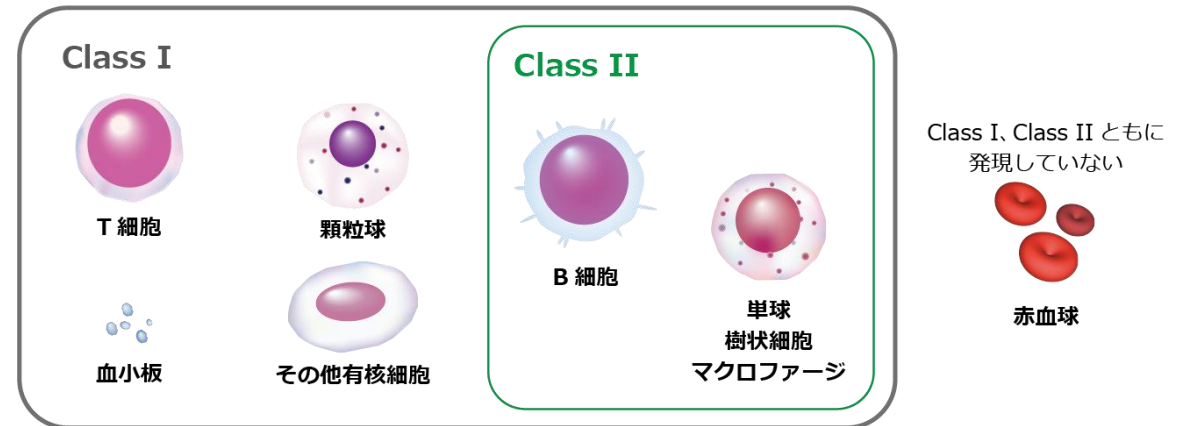 Class I
Class II
T 細胞
顆粒球
B 細胞
単球
樹状細胞
マクロファージ
血小板
その他有核細胞
Class I、Class II ともに
発現していない
赤血球